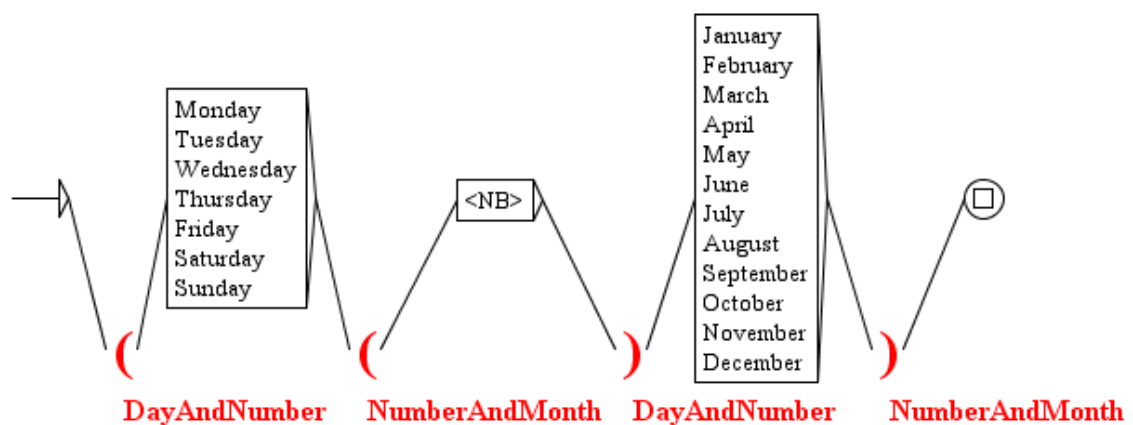 Monday
Tuesday
Wednesday
Thursday
Friday
Saturday
Sunday
<NB>
January
February
March
April
May
June
July
August
September
October
November
December
( ( ) )
DayAndNumber NumberAndMonth DayAndNumber NumberAndMonth